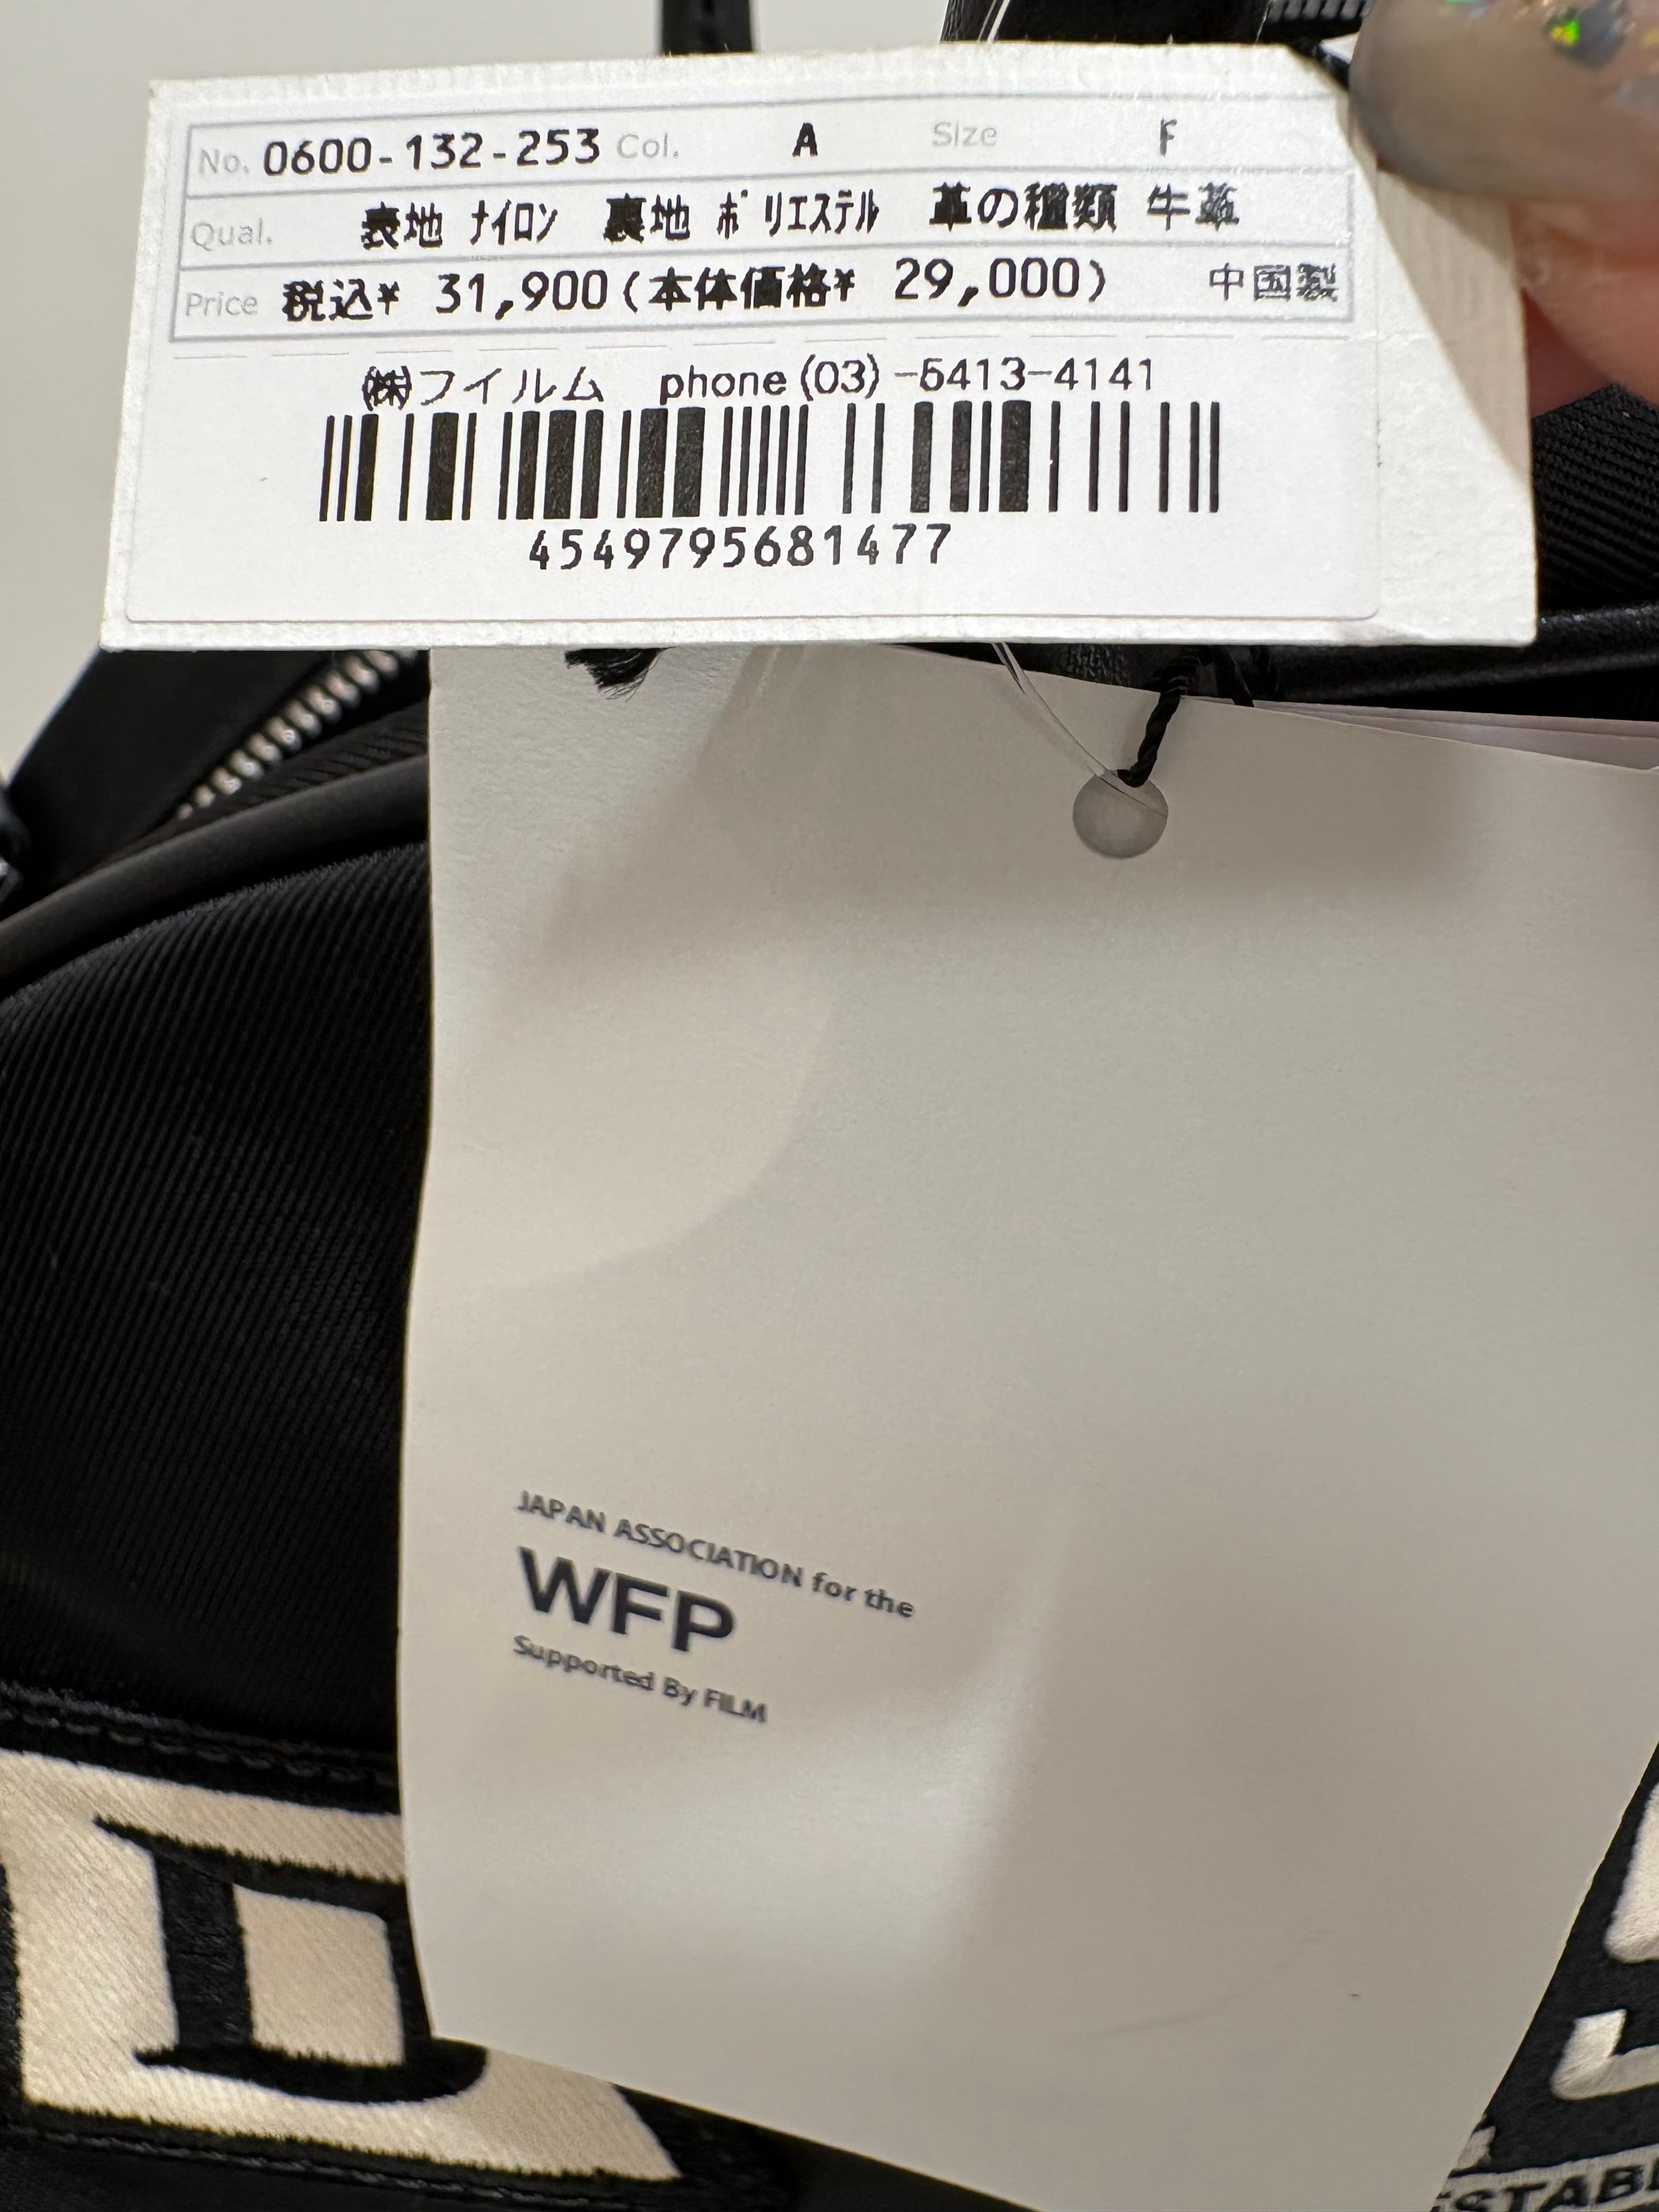 No. 0600-132-253 Col. A Size F
Qual. 表地 ﾅｲﾛﾝ 裏地 ﾎﾟﾘｴｽﾃﾙ 革の種類 牛革
Price 税込¥ 31,900(本体価格¥ 29,000) 中国製
㈱フイルム phone(03)-5413-4141
4549795681477
JAPAN ASSOCIATION for the
WFP
Supported By FILM